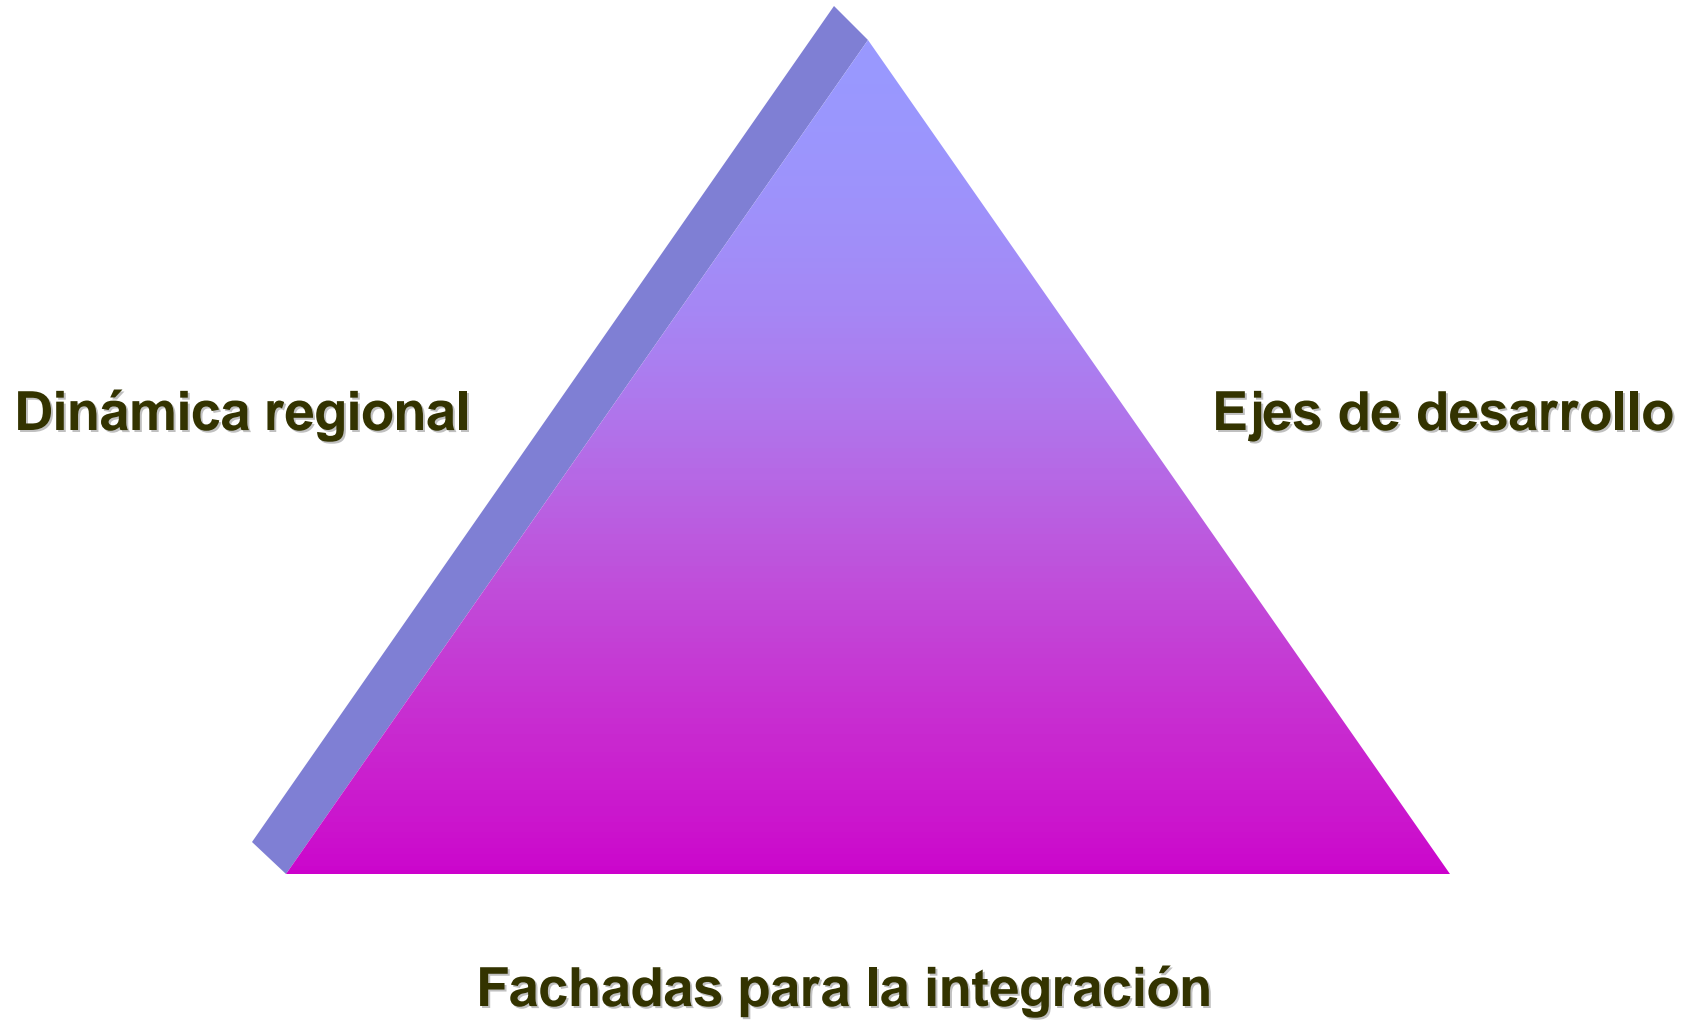 Dinámica regional
Ejes de desarrollo
Fachadas para la integración